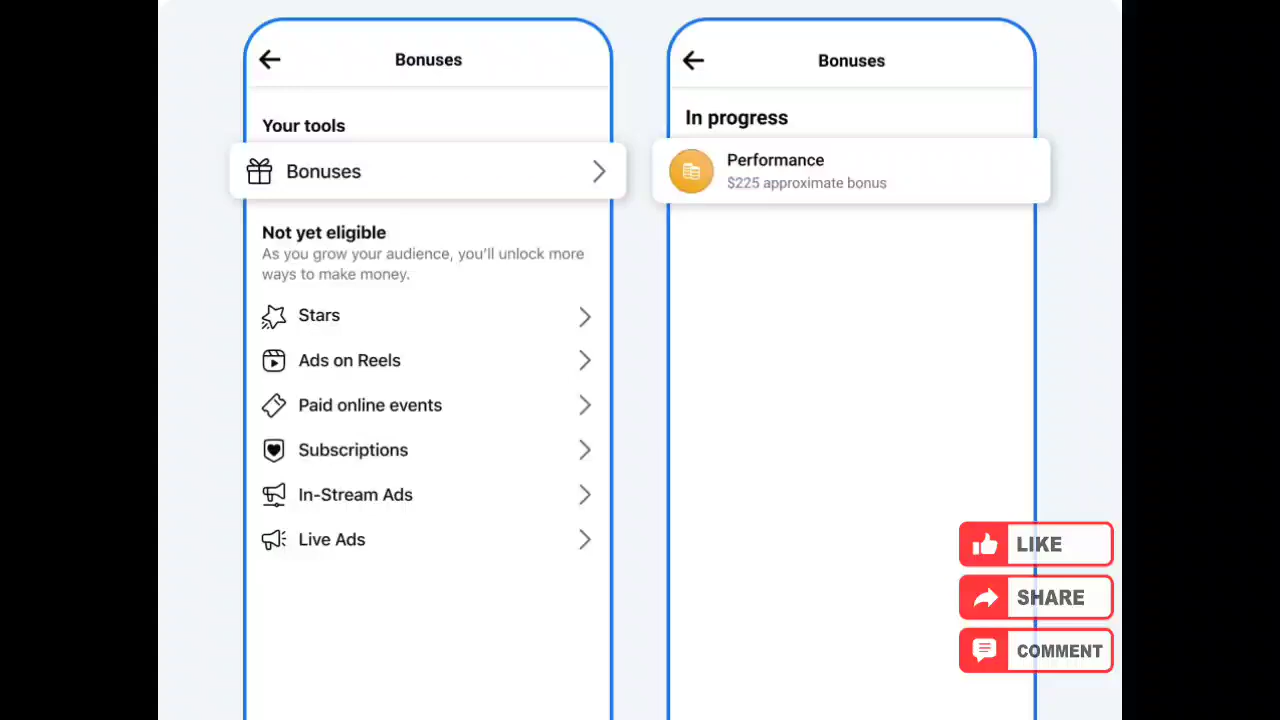 Bonuses
Your tools
Bonuses
Not yet eligible
As you grow your audience, you'll unlock more
ways to make money.
Stars
Ads on Reels
Paid online events
Subscriptions
In-Stream Ads
Live Ads
Bonuses
In progress
Performance
$225 approximate bonus
LIKE
SHARE
COMMENT